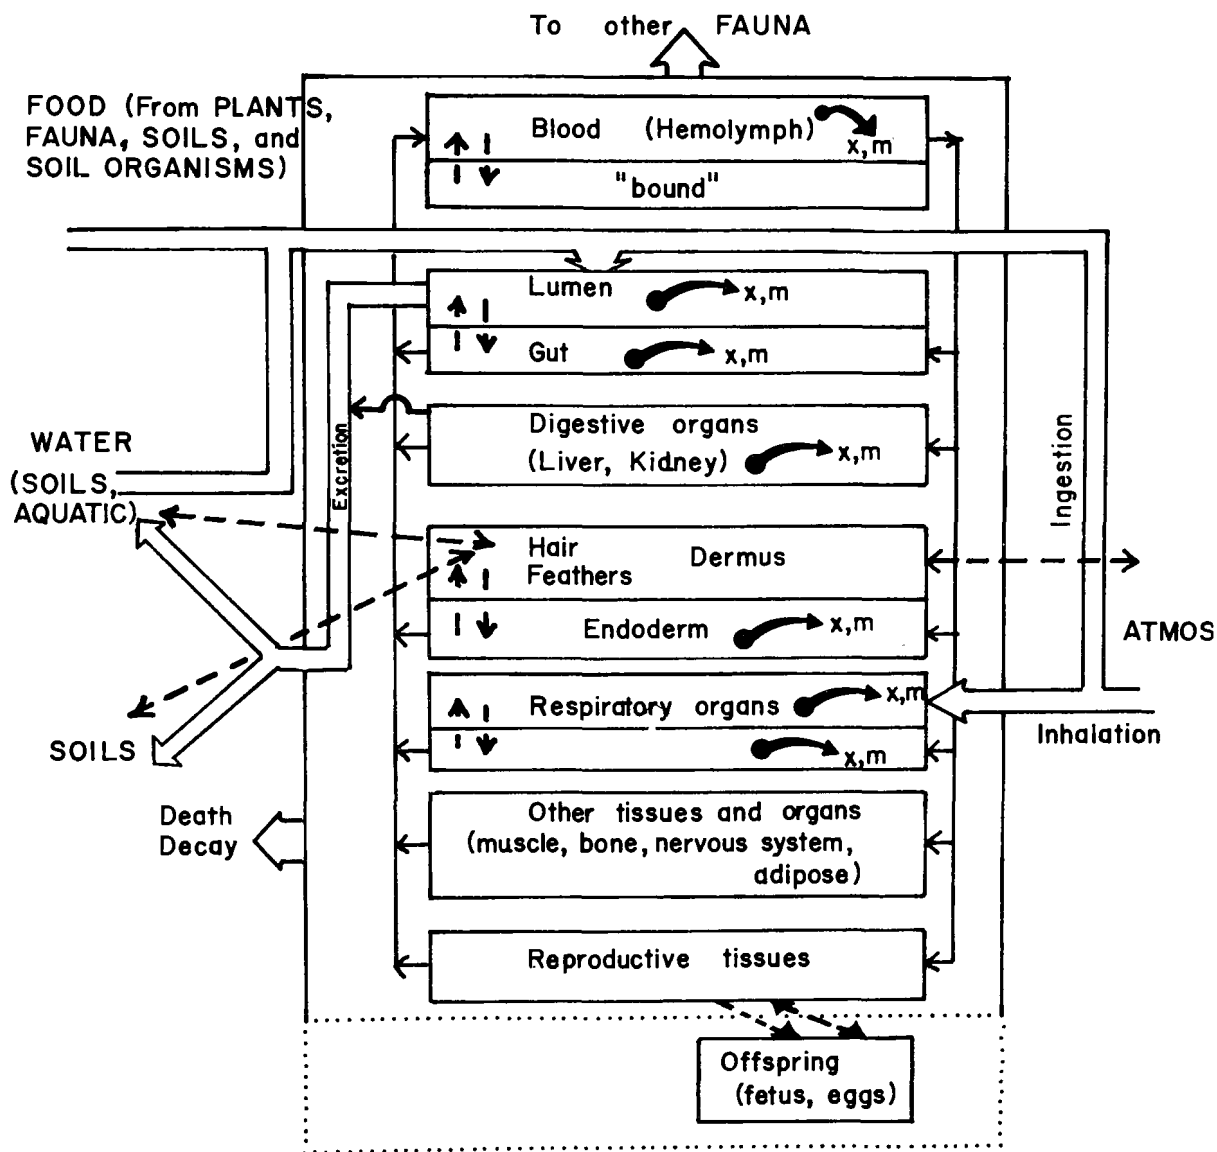 To other FAUNA
FOOD (From PLANTS,
FAUNA, SOILS, and
SOIL ORGANISMS)
Blood (Hemolymph)
x,m
"bound"
Lumen
x,m
Gut
x,m
Digestive organs
(Liver, Kidney)
x,m
Excretion
Ingestion
WATER
(SOILS,
AQUATIC)
Hair
Feathers
Dermus
Endoderm
x,m
ATMOS
Respiratory organs
x,m
x,m
Inhalation
SOILS
Death
Decay
Other tissues and organs
(muscle, bone, nervous system,
adipose)
Reproductive tissues
Offspring
(fetus, eggs)